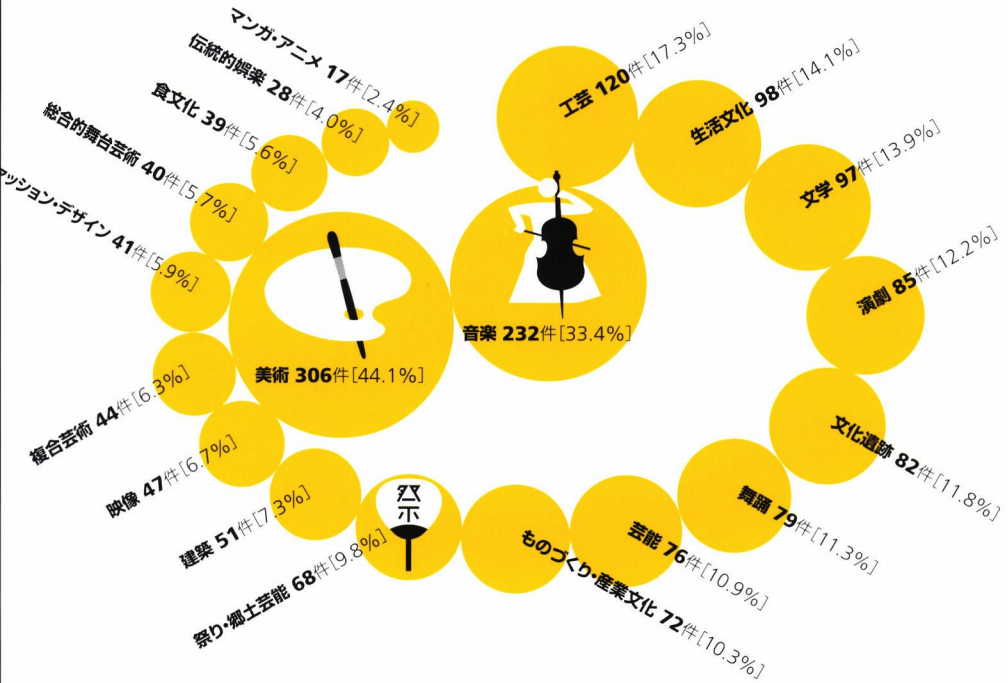 マンガ・アニメ 17件[2.4%]
伝統的娯楽 28件[4.0%]
食文化 39件[5.6%]
総合的舞台芸術 40件[5.7%]
ァッション・デザイン 41件[5.9%]
複合芸術 44件[6.3%]
映像 47件[6.7%]
建築 51件[7.3%]
祭り・郷土芸能 68件[9.8%]
祭
ものづくり・産業文化 72件[10.3%]
芸能 76件[10.9%]
舞踊 79件[11.3%]
文化遺跡 82件[11.8%]
演劇 85件[12.2%]
文学 97件[13.9%]
生活文化 98件[14.1%]
工芸 120件[17.3%]
音楽 232件[33.4%]
美術 306件[44.1%]